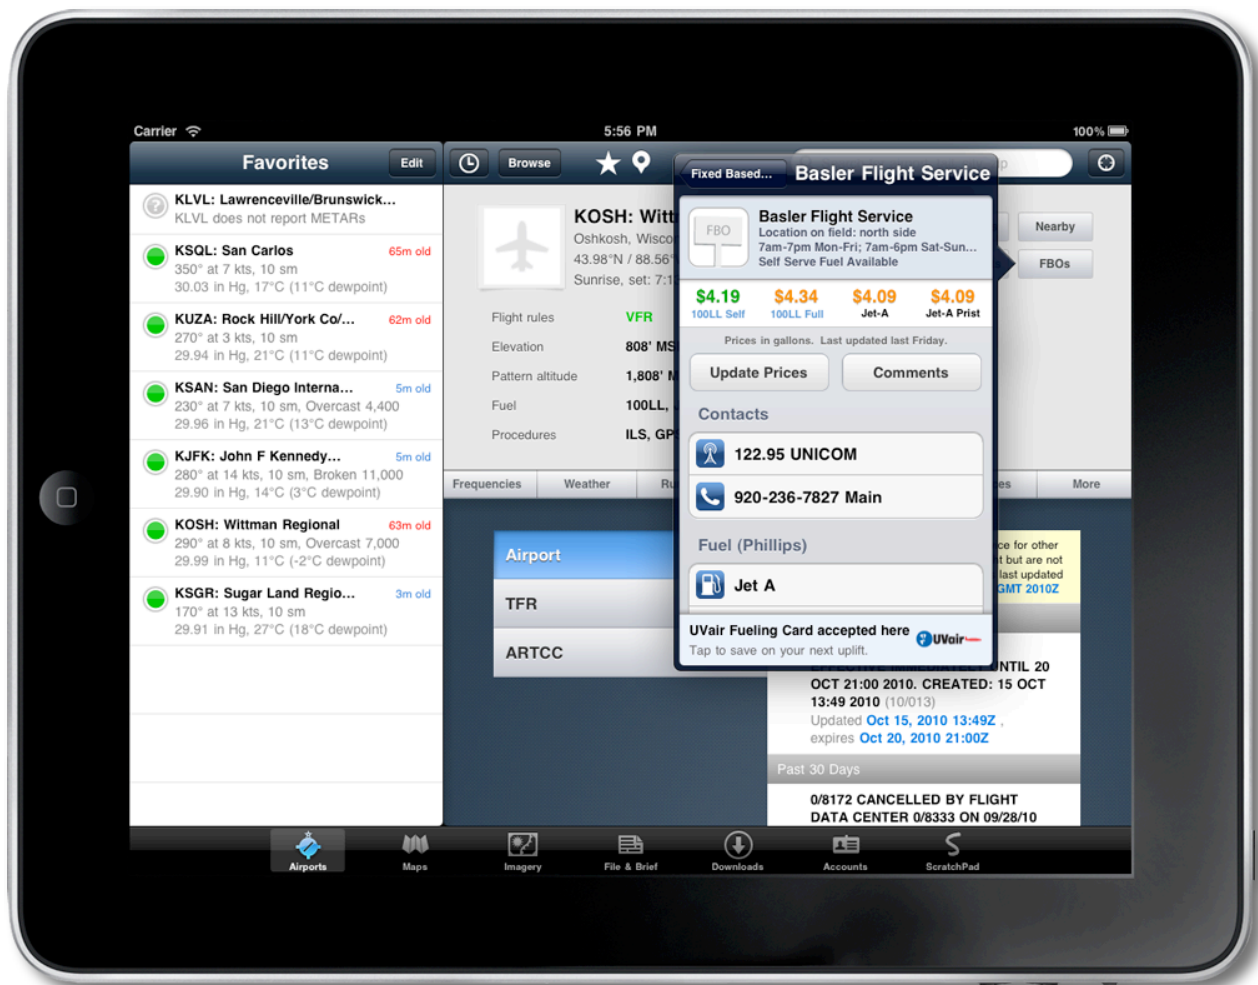 Carrier
5:56 PM
100%
Favorites
Edit
KLVL: Lawrenceville/Brunswick...
KLVL does not report METARs
KSQL: San Carlos
65m old
350° at 7 kts, 10 sm
30.03 in Hg, 17°C (11°C dewpoint)
KUZA: Rock Hill/York Co/...
62m old
270° at 3 kts, 10 sm
29.94 in Hg, 21°C (11°C dewpoint)
KSAN: San Diego Interna...
5m old
230° at 7 kts, 10 sm, Overcast 4,400
29.96 in Hg, 21°C (13°C dewpoint)
KJFK: John F Kennedy...
5m old
280° at 14 kts, 10 sm, Broken 11,000
29.90 in Hg, 14°C (3°C dewpoint)
KOSH: Wittman Regional
63m old
290° at 8 kts, 10 sm, Overcast 7,000
29.99 in Hg, 11°C (-2°C dewpoint)
KSGR: Sugar Land Regio...
3m old
170° at 13 kts, 10 sm
29.91 in Hg, 27°C (18°C dewpoint)
Browse
KOSH: Witt
Oshkosh, Wisco
43.98°N / 88.56°
Sunrise, set: 7:1
Nearby
FBOs
Flight rules
VFR
Elevation
808' MS
Pattern altitude
1,808' M
Fuel
100LL,
Procedures
ILS, GP
Frequencies
Weather
Ru
es
More
Airport
TFR
ARTCC
Fixed Based...
Basler Flight Service
FBO
Basler Flight Service
Location on field: north side
7am-7pm Mon-Fri; 7am-6pm Sat-Sun...
Self Serve Fuel Available
$4.19
$4.34
$4.09
$4.09
100LL Self
100LL Full
Jet-A
Jet-A Prist
Prices in gallons. Last updated last Friday.
Update Prices
Comments
Contacts
122.95 UNICOM
920-236-7827 Main
Fuel (Phillips)
Jet A
UVair Fueling Card accepted here
Tap to save on your next uplift.
UVair
ce for other
t but are not
last updated
GMT 2010Z
EFFECTIVE IMMEDIATELY UNTIL 20
OCT 21:00 2010. CREATED: 15 OCT
13:49 2010 (10/013)
Updated Oct 15, 2010 13:49Z ,
expires Oct 20, 2010 21:00Z
Past 30 Days
0/8172 CANCELLED BY FLIGHT
DATA CENTER 0/8333 ON 09/28/10
Airports
Maps
Imagery
File & Brief
Downloads
Accounts
ScratchPad